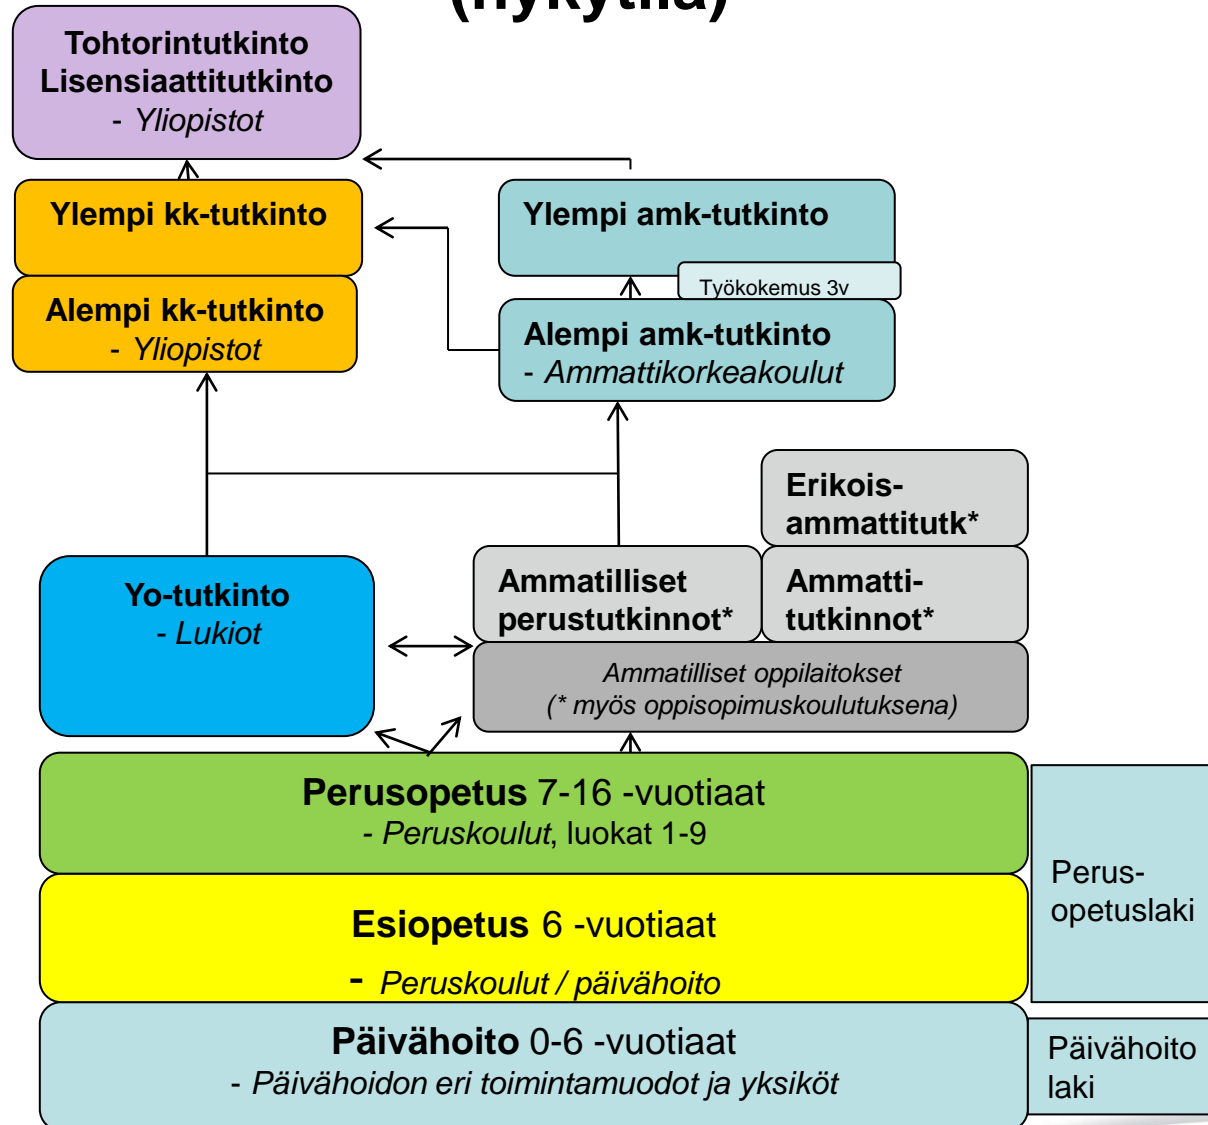 (nykytila)
Tohtorintutkinto
Lisensiaattitutkinto
- Yliopistot
Ylempi kk-tutkinto
Ylempi amk-tutkinto
Työkokemus 3v
Alempi kk-tutkinto
- Yliopistot
Alempi amk-tutkinto
- Ammattikorkeakoulut
Erikois-
ammattitutk*
Yo-tutkinto
- Lukiot
Ammatilliset
perustutkinnot*
Ammatti-
tutkinnot*
Ammatilliset oppilaitokset
(* myös oppisopimuskoulutuksena)
Perusopetus 7-16 -vuotiaat
- Peruskoulut, luokat 1-9
Perus-
opetuslaki
Esiopetus 6 -vuotiaat
- Peruskoulut / päivähoito
Päivähoito 0-6 -vuotiaat
- Päivähoidon eri toimintamuodot ja yksiköt
Päivähoito
laki